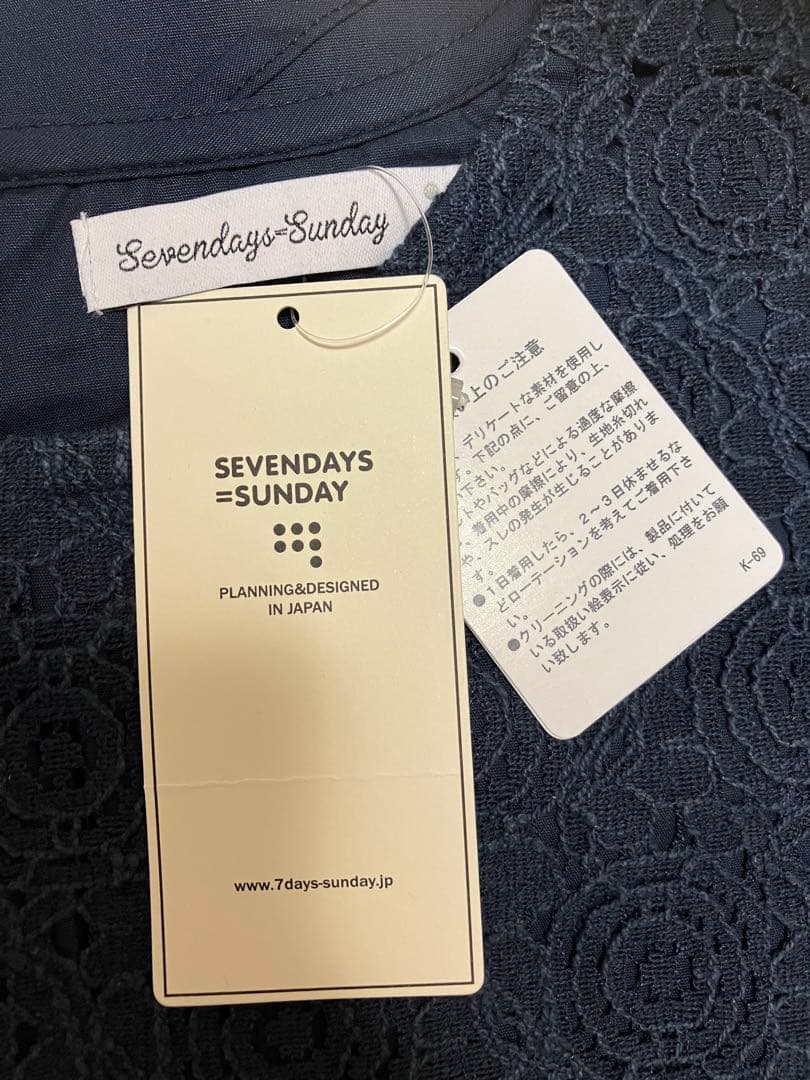 Sevendays=Sunday
SEVENDAYS
=SUNDAY
PLANNING&DESIGNED
IN JAPAN
www.7days-sunday.jp
上のご注意
デリケートな素材を使用し
す。下記の点に、ご留意の上、
下さい。
トやバッグなどによる過度な摩擦
、着用中の摩擦により、生地糸切れ
や、スレの発生が生じることがありま
す。
●1日着用したら、2〜3日休ませるな
どローテーションを考えてご着用下さ
い。
●クリーニングの際には、製品に付いて
いる取扱い絵表示に従い、処理をお願
い致します。
K-69